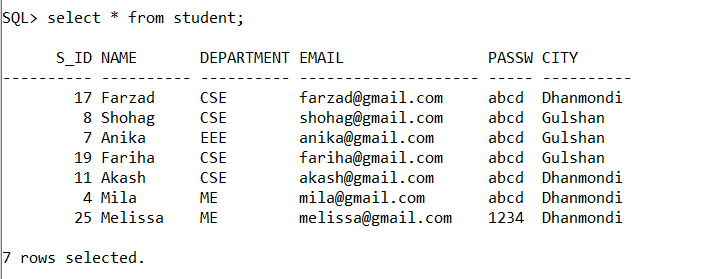 SQL> select * from student;
S_ID NAME DEPARTMENT EMAIL PASSW CITY
---------- ---------- ---------- -------------------- ----- ----------
17 Farzad CSE farzad@gmail.com abcd Dhanmondi
8 Shohag CSE shohag@gmail.com abcd Gulshan
7 Anika EEE anika@gmail.com abcd Gulshan
19 Fariha CSE fariha@gmail.com abcd Gulshan
11 Akash CSE akash@gmail.com abcd Dhanmondi
4 Mila ME mila@gmail.com abcd Dhanmondi
25 Melissa ME melissa@gmail.com 1234 Dhanmondi
7 rows selected.